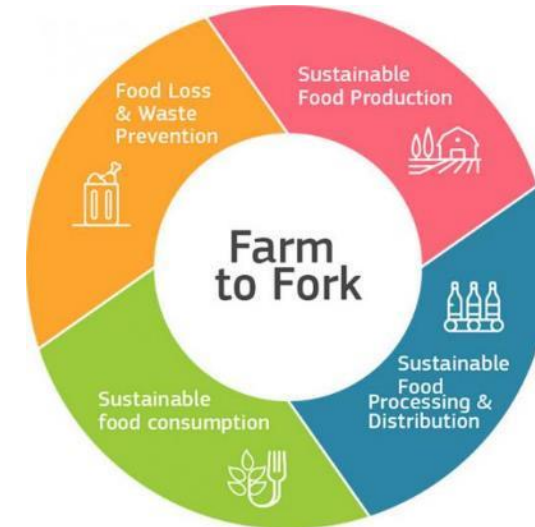 Food Loss
& Waste
Prevention
Sustainable
Food Production
Farm
to Fork
Sustainable
Food
Processing &
Distribution
Sustainable
food consumption